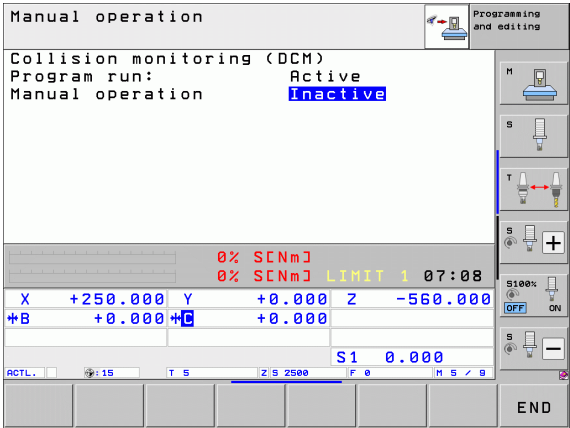 Manual operation
Programming
and editing
Collision monitoring (DCM)
Program run: Active
Manual operation Inactive
M
S
T
S
S100%
OFF ON
S
0% S[Nm]
0% S[Nm] LIMIT 1 07:08
X +250.000 Y +0.000 Z -560.000
B +0.000 C +0.000
S1 0.000
ACTL. : 15 T 5 Z S 2500 F 0 M 5 / 9
END